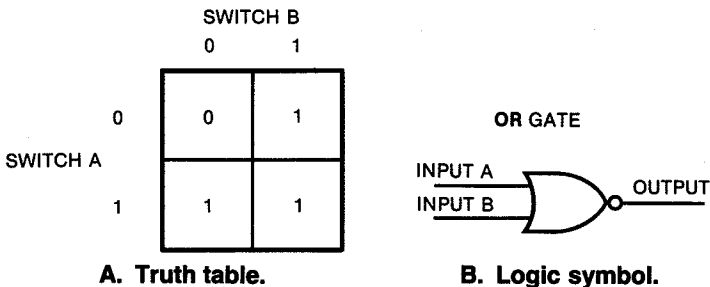 SWITCH B
0 1
0 0 1
SWITCH A
1 1 1
A. Truth table.
OR GATE
INPUT A
INPUT B
OUTPUT
B. Logic symbol.